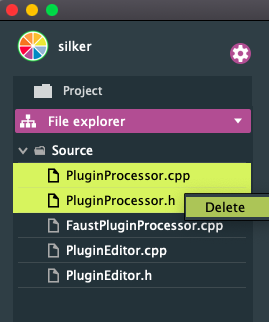 silker
Project
File explorer
Source
PluginProcessor.cpp
PluginProcessor.h
Delete
FaustPluginProcessor.cpp
PluginEditor.cpp
PluginEditor.h